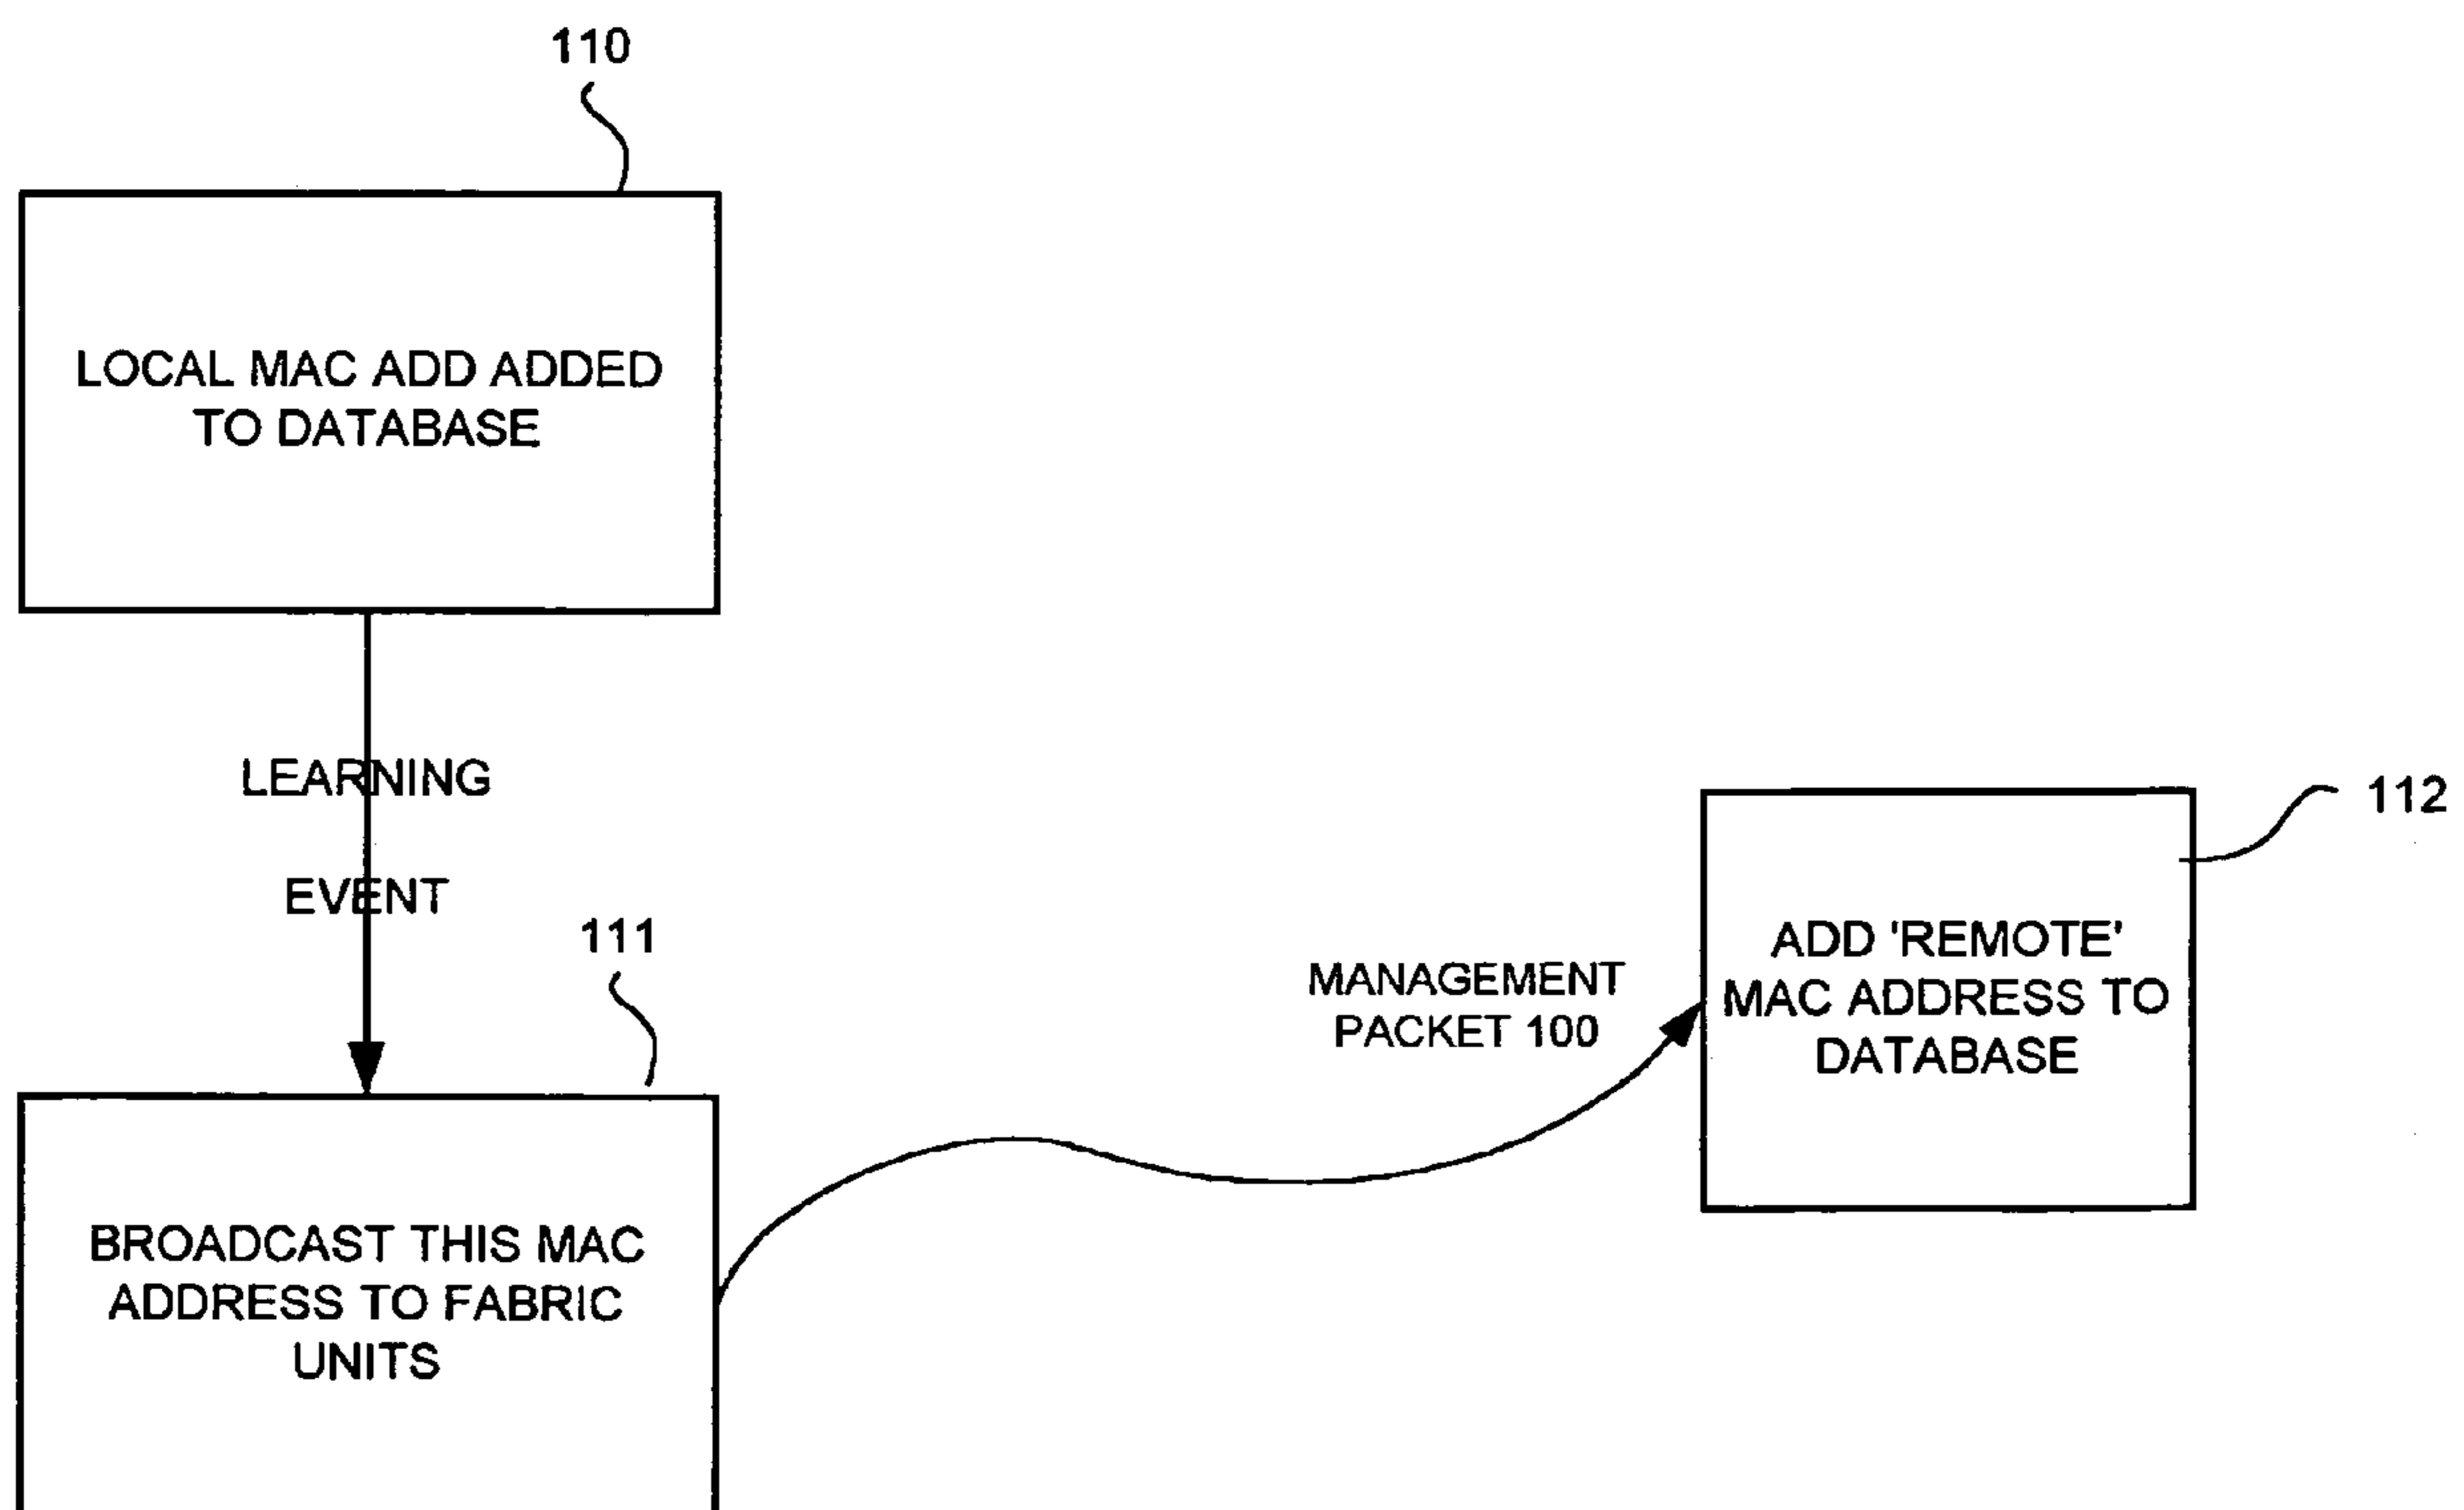 110
LOCAL MAC ADD ADDED
TO DATABASE
LEARNING
EVENT
111
112
ADD 'REMOTE'
MAC ADDRESS TO
DATABASE
MANAGEMENT
PACKET 100
BROADCAST THIS MAC
ADDRESS TO FABRIC
UNITS